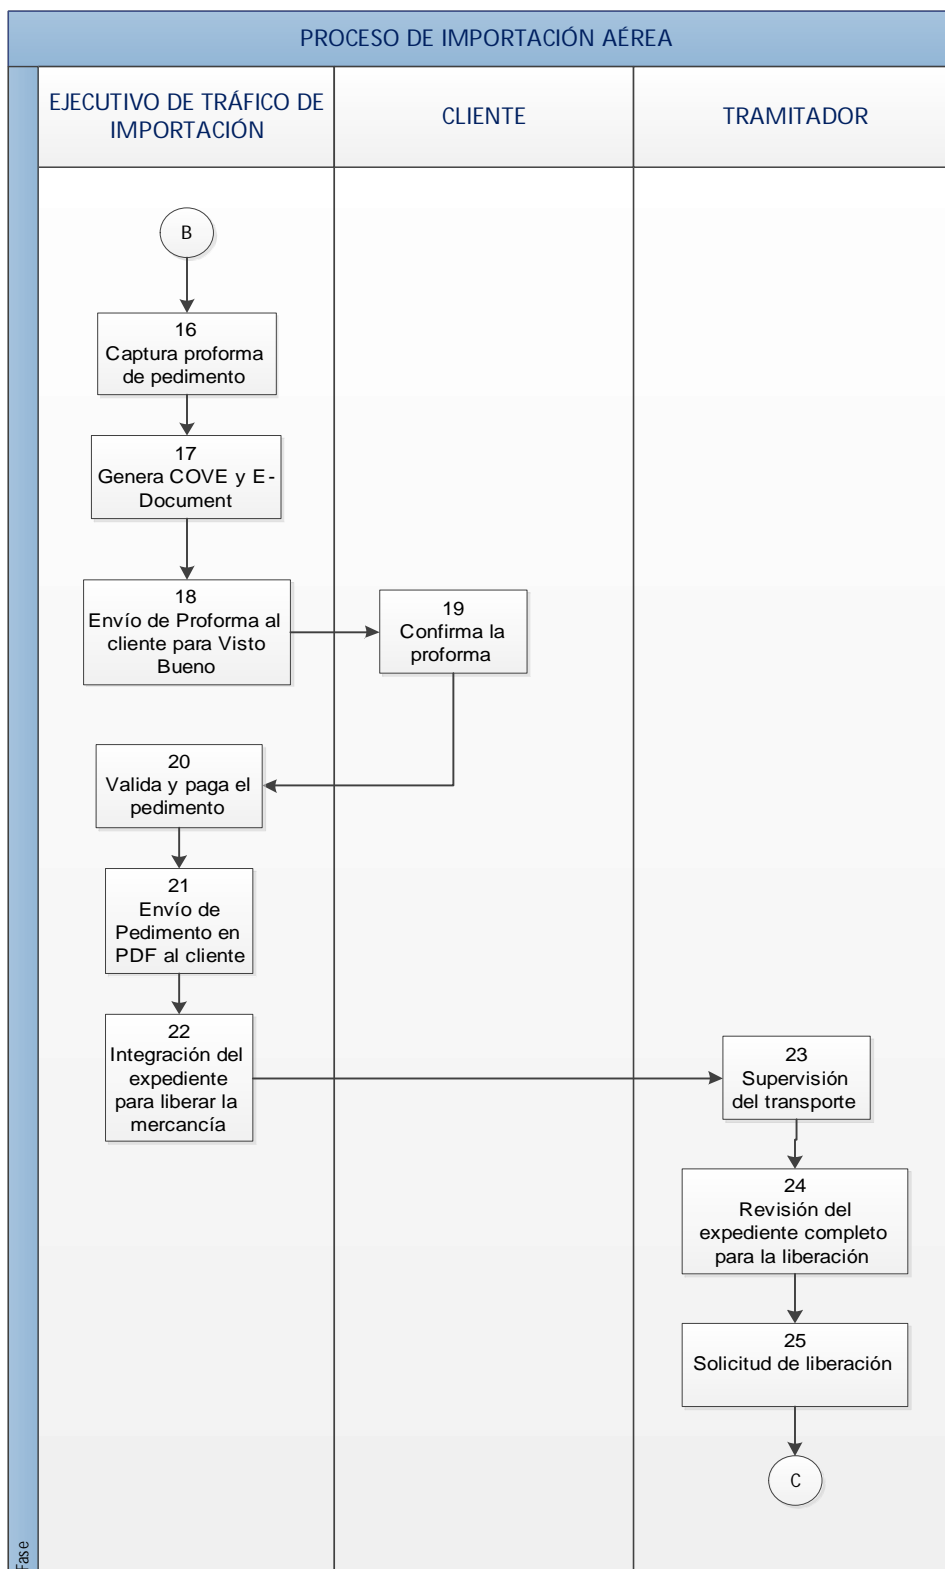 PROCESO DE IMPORTACIÓN AÉREA
EJECUTIVO DE TRÁFICO DE
IMPORTACIÓN
CLIENTE
TRAMITADOR
B
16
Captura proforma
de pedimento
17
Genera COVE y E-
Document
18
Envío de Proforma al
cliente para Visto
Bueno
19
Confirma la
proforma
20
Valida y paga el
pedimento
21
Envío de
Pedimento en
PDF al cliente
22
Integración del
expediente
para liberar la
mercancía
23
Supervisión
del transporte
24
Revisión del
expediente completo
para la liberación
25
Solicitud de liberación
C
Fase